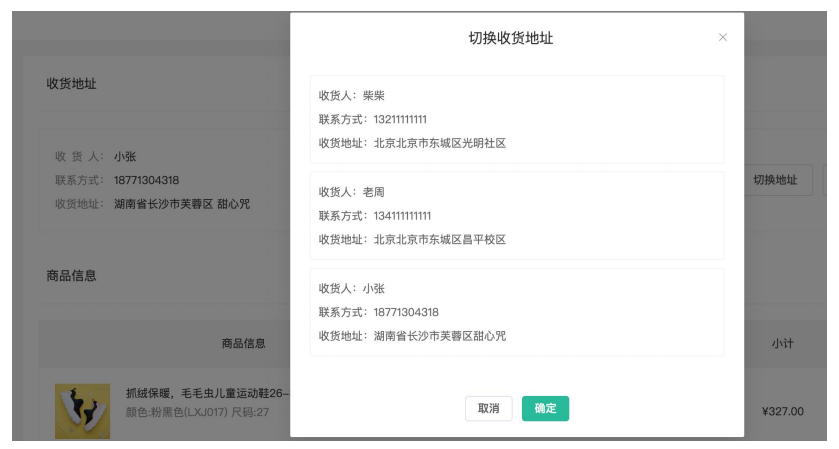 切换收货地址
收货地址
收货人：柴柴
联系方式：13211111111
收货地址：北京北京市东城区光明社区
收 货 人：小张
联系方式：18771304318
收货地址：湖南省长沙市芙蓉区 甜心咒
切换地址
收货人：老周
联系方式：134111111111
收货地址：北京北京市东城区昌平校区
商品信息
收货人：小张
联系方式：18771304318
收货地址：湖南省长沙市芙蓉区甜心咒
商品信息
小计
抓绒保暖，毛毛虫儿童运动鞋26-
颜色:粉黑色(LXJ017) 尺码:27
¥327.00
取消
确定